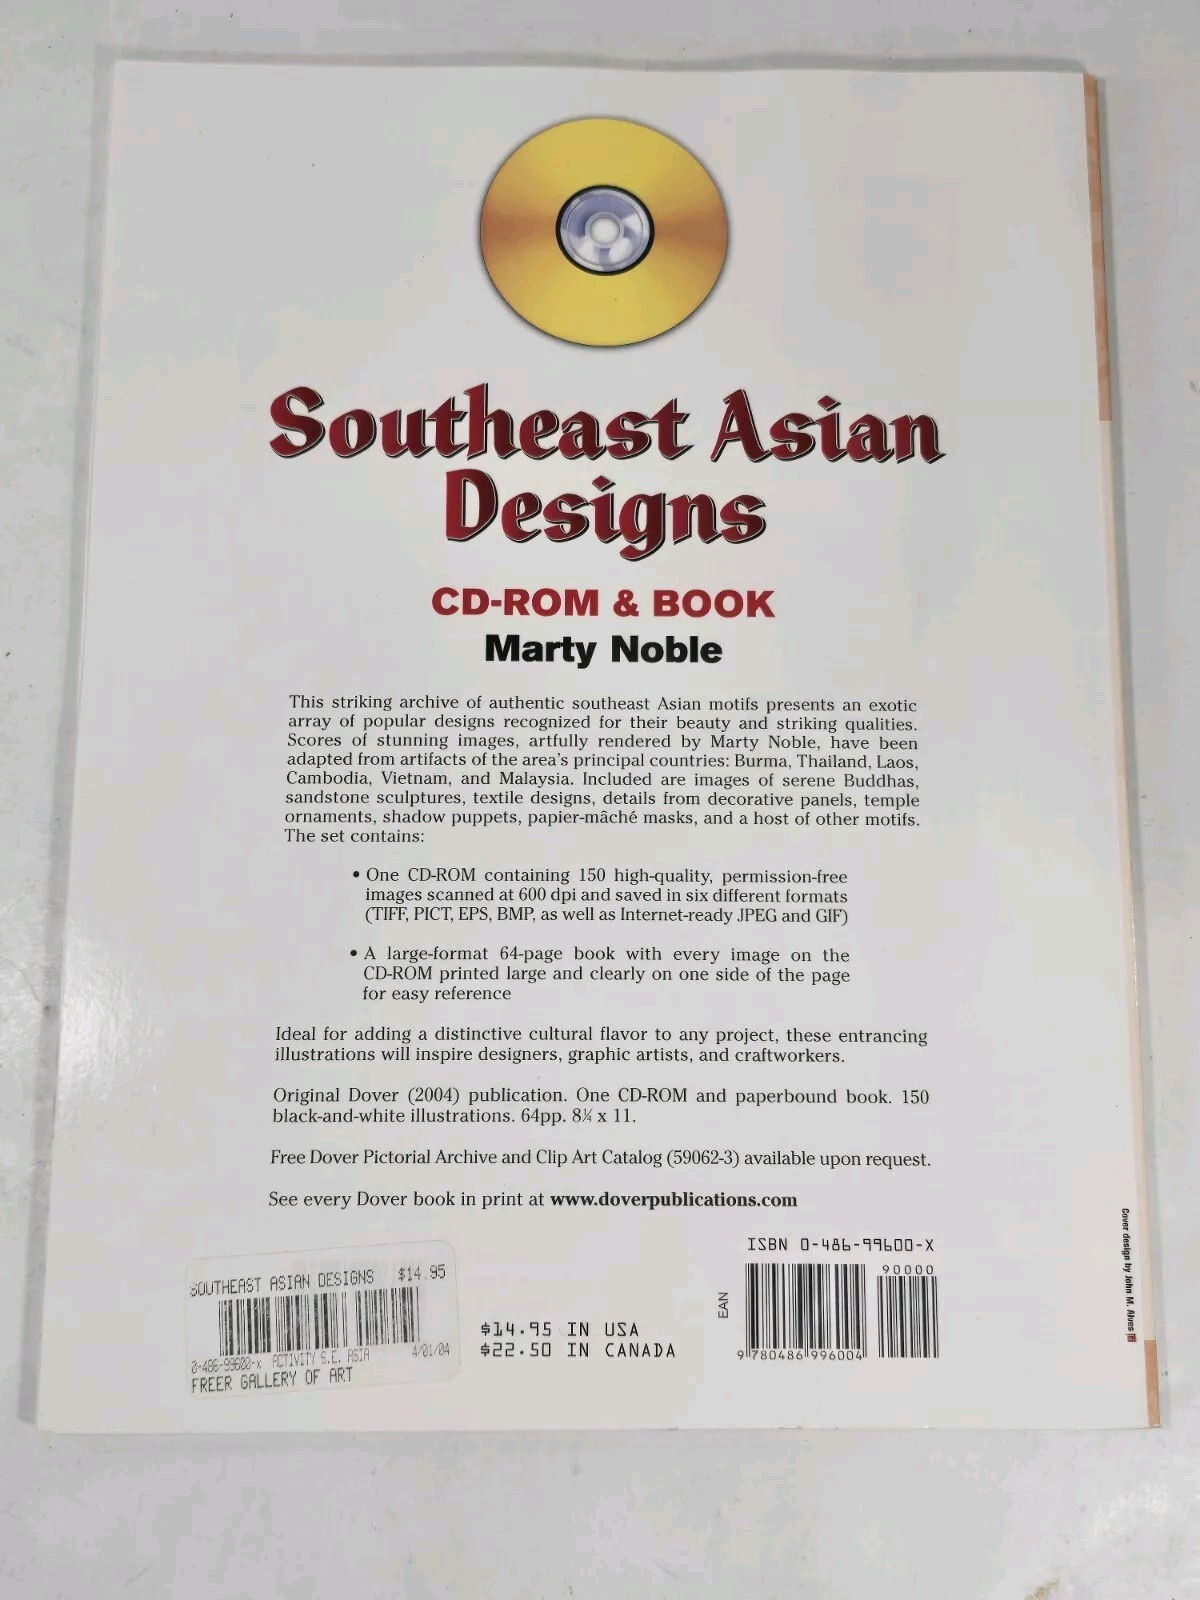 Southeast Asian
Designs
CD-ROM & BOOK
Marty Noble
This striking archive of authentic southeast Asian motifs presents an exotic
array of popular designs recognized for their beauty and striking qualities.
Scores of stunning images, artfully rendered by Marty Noble, have been
adapted from artifacts of the area's principal countries: Burma, Thailand, Laos,
Cambodia, Vietnam, and Malaysia. Included are images of serene Buddhas,
sandstone sculptures, textile designs, details from decorative panels, temple
ornaments, shadow puppets, papier-mâché masks, and a host of other motifs.
The set contains:
• One CD-ROM containing 150 high-quality, permission-free
images scanned at 600 dpi and saved in six different formats
(TIFF, PICT, EPS, BMP, as well as Internet-ready JPEG and GIF)
• A large-format 64-page book with every image on the
CD-ROM printed large and clearly on one side of the page
for easy reference
Ideal for adding a distinctive cultural flavor to any project, these entrancing
illustrations will inspire designers, graphic artists, and craftworkers.
Original Dover (2004) publication. One CD-ROM and paperbound book. 150
black-and-white illustrations. 64pp. 8¼ x 11.
Free Dover Pictorial Archive and Clip Art Catalog (59062-3) available upon request.
See every Dover book in print at www.doverpublications.com
SOUTHEAST ASIAN DESIGNS $14.95
0-486-99600-x ACTIVITY S.E. ASIA 4/01/04
FREER GALLERY OF ART
$14.95 IN USA
$22.50 IN CANADA
ISBN 0-486-99600-X
90000
EAN
9 780486 996004
Cover design by John M. Alves